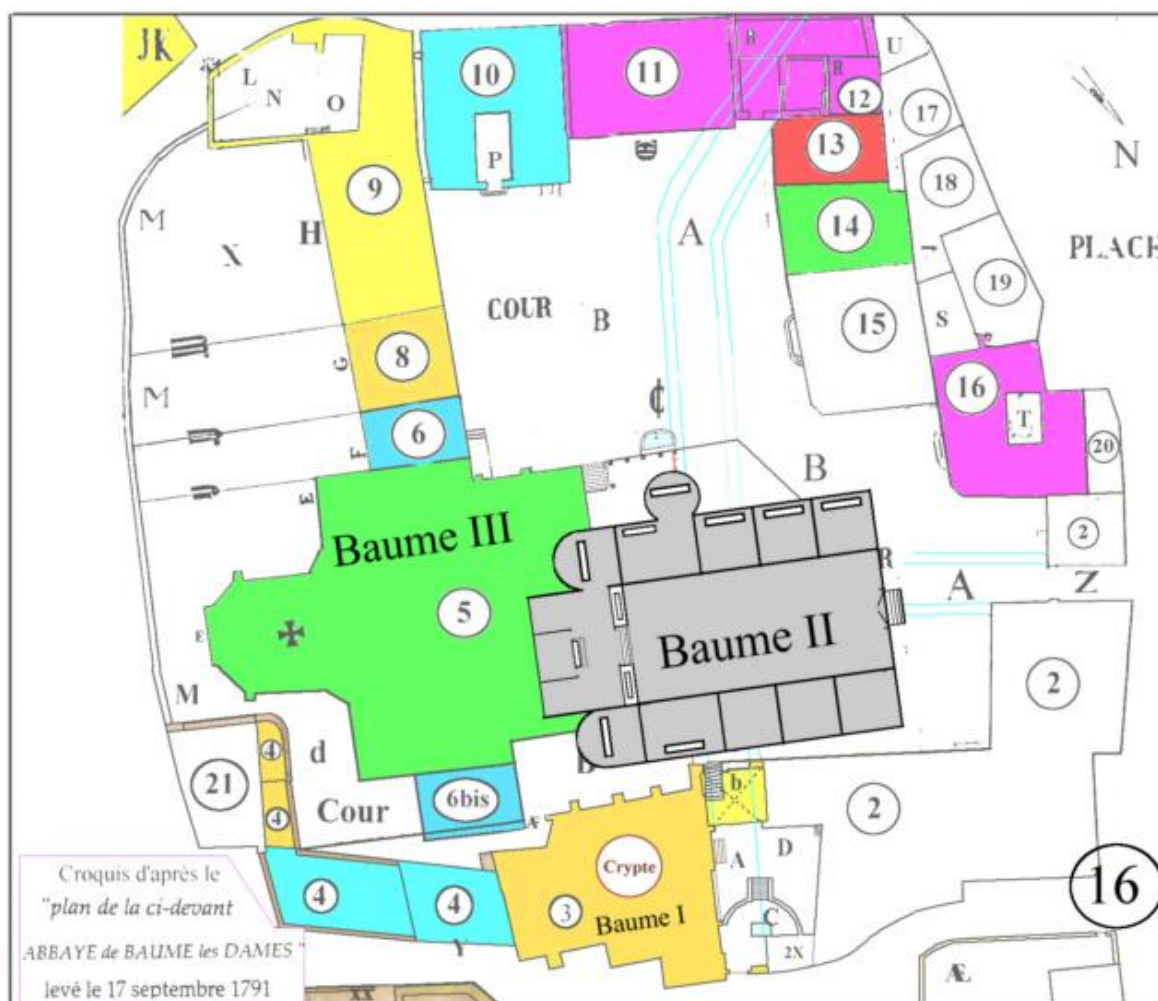 JK
L
N
O
10
11
B
R
12
U
17
P
13
N
9
18
M
X
H
A
14
PLACE
COUR
B
15
19
S
8
G
M
16
T
6
F
20
B
E
Baume III
2
R
A
Z
5
Baume II
E
M
2
4
d
21
b
2
Cour
6bis
4
Æ
A
D
Crypte
16
4
4
3
Baume I
C
Y
2X
Croquis d'après le
"plan de la ci-devant
ABBAYE de BAUME les DAMES "
levé le 17 septembre 1791
XX
Æ